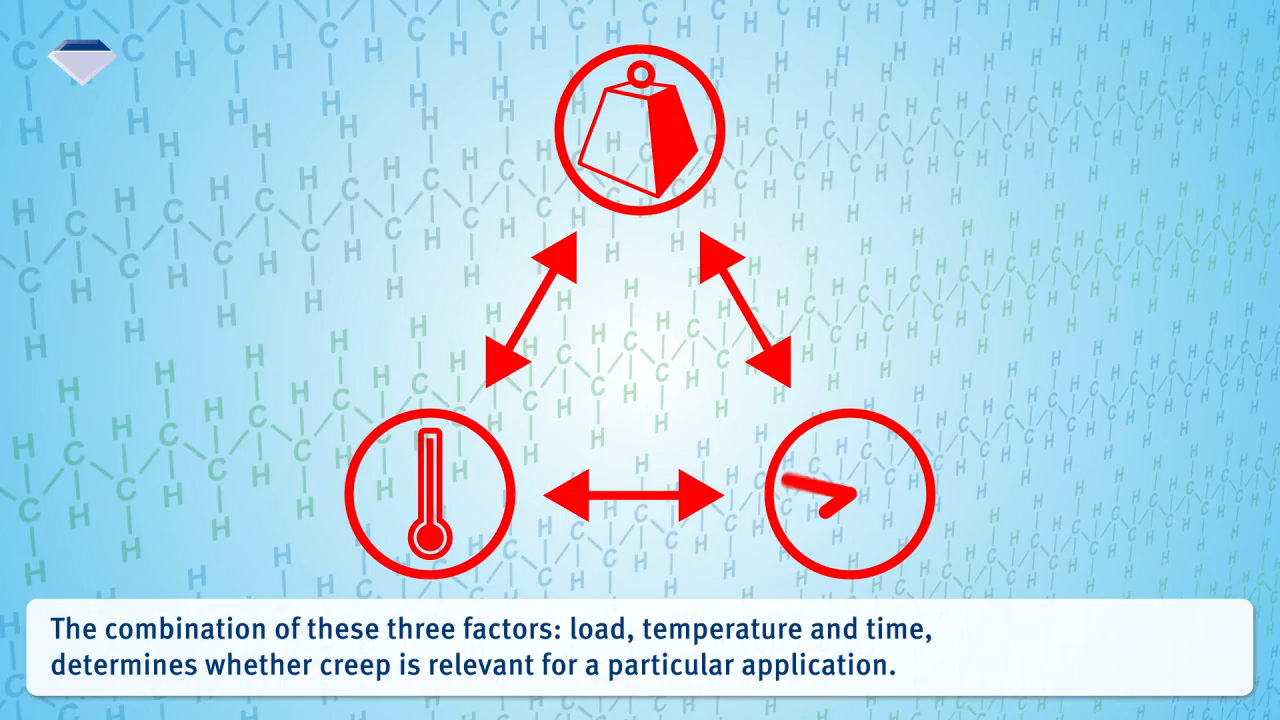 The combination of these three factors: load, temperature and time,
determines whether creep is relevant for a particular application.